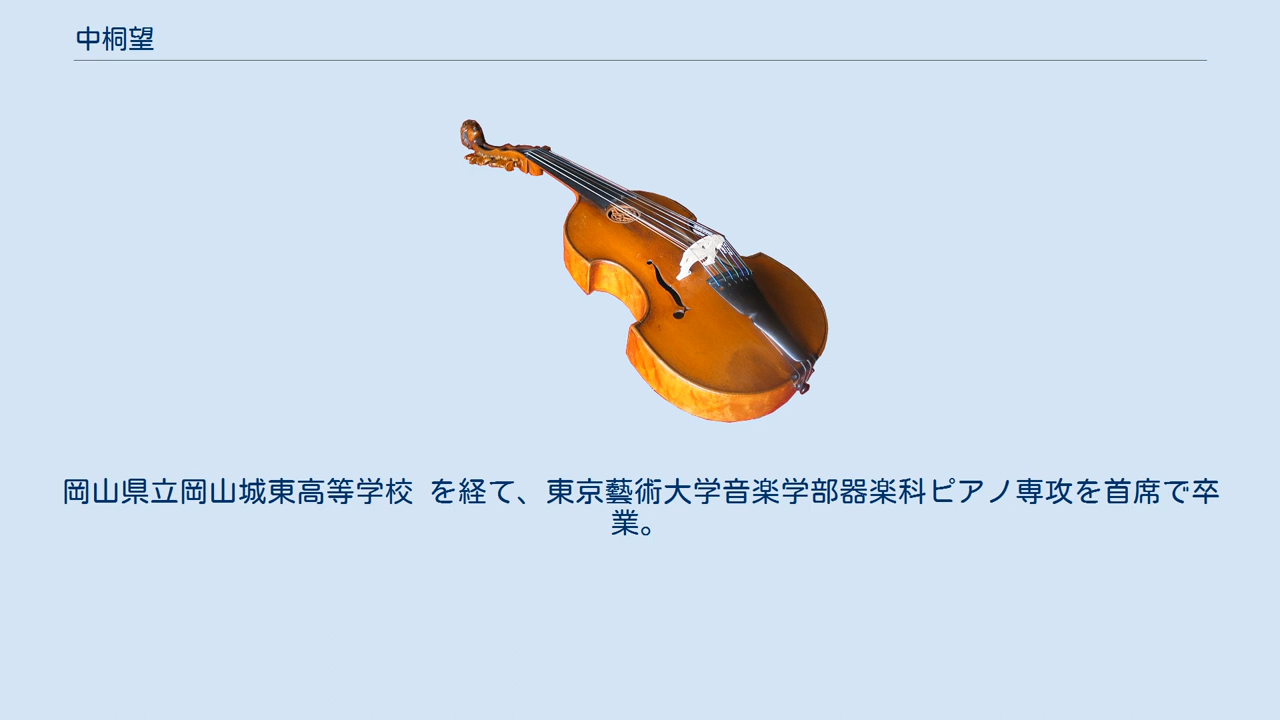 中桐望
岡山県立岡山城東高等学校 を経て、東京藝術大学音楽学部器楽科ピアノ専攻を首席で卒
業。